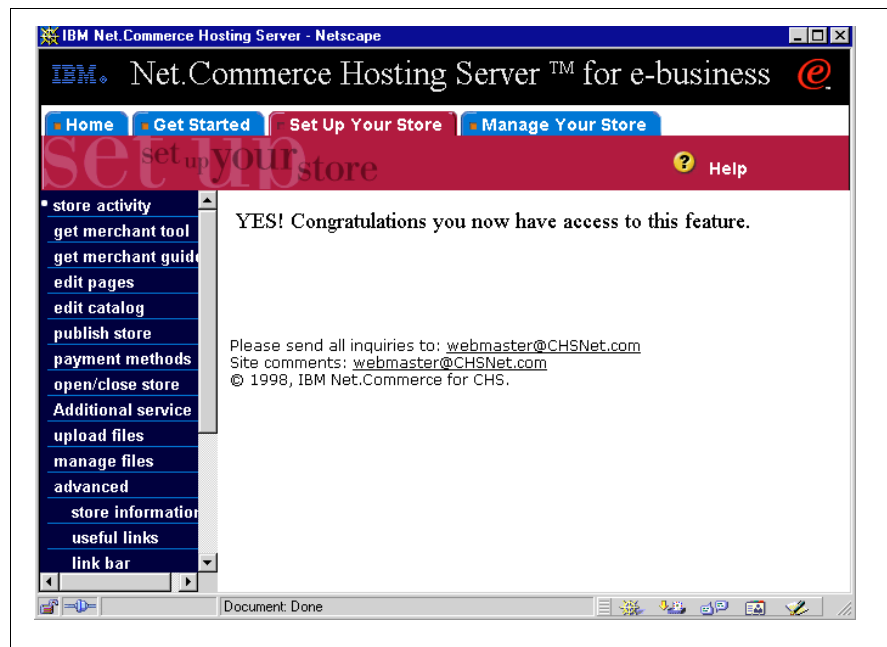 IBM Net.Commerce Hosting Server - Netscape
IBM. Net.Commerce Hosting Server ™ for e-business e
Home Get Started Set Up Your Store Manage Your Store
set up
set up your store
Help
store activity
get merchant tool
get merchant guide
edit pages
edit catalog
publish store
payment methods
open/close store
Additional service
upload files
manage files
advanced
store information
useful links
link bar
YES! Congratulations you now have access to this feature.
Please send all inquiries to: webmaster@CHSNet.com
Site comments: webmaster@CHSNet.com
© 1998, IBM Net.Commerce for CHS.
Document: Done